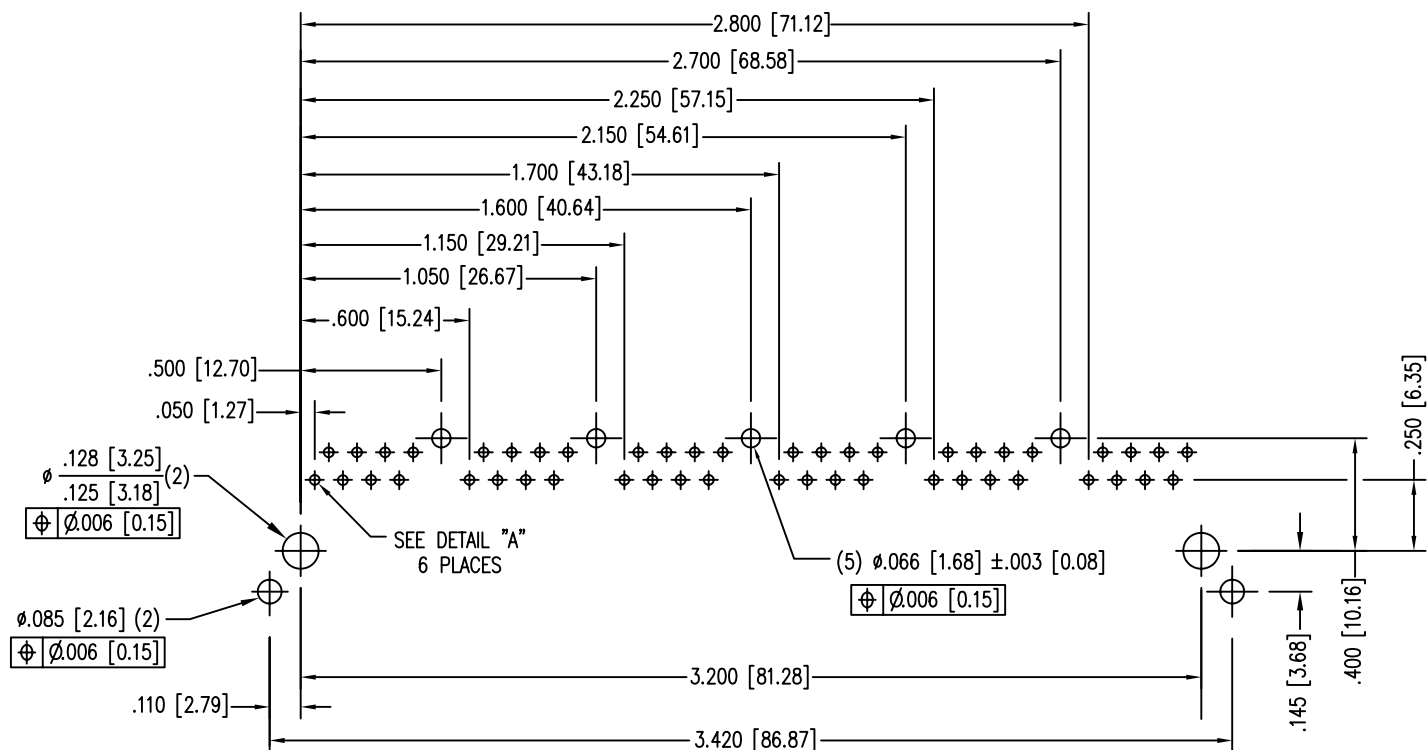 2.800 [71.12]
2.700 [68.58]
2.250 [57.15]
2.150 [54.61]
1.700 [43.18]
1.600 [40.64]
1.150 [29.21]
1.050 [26.67]
.600 [15.24]
.500 [12.70]
.050 [1.27]
.250 [6.35]
ø .128 [3.25] (2)
.125 [3.18]
⌖ Ø.006 [0.15]
SEE DETAIL "A"
6 PLACES
(5) ø.066 [1.68] ±.003 [0.08]
⌖ Ø.006 [0.15]
ø.085 [2.16] (2)
⌖ Ø.006 [0.15]
.400 [10.16]
.145 [3.68]
3.200 [81.28]
.110 [2.79]
3.420 [86.87]